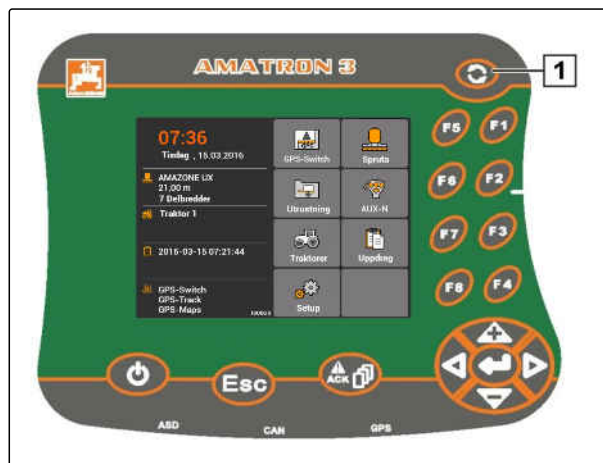 AMATRON 3
1
07:36
Tirsdag , 15.03.2016
AMAZONE UX
21,00 m
7 Delbredder
Traktor 1
2016-03-15 07:21:44
GPS-Switch
GPS-Track
GPS-Maps
GPS-Switch
Spruta
Utrustning
AUX-N
Traktorer
Uppdrag
Setup
F5
F1
F6
F2
F7
F3
F8
F4
Esc
ACK
ASD
CAN
GPS